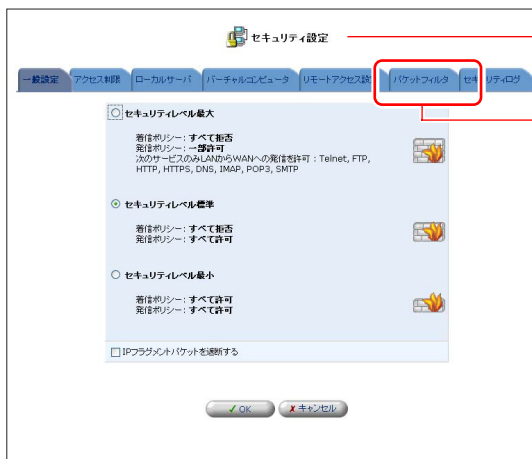 セキュリティ設定
一般設定 アクセス制限 ローカルサーバ バーチャルコンピュータ リモートアクセス設定 パケットフィルタ セキュリティログ
セキュリティレベル最大
着信ポリシー : すべて拒否
発信ポリシー : 一部許可
次のサービスのみLANからWANへの発信を許可 : Telnet, FTP,
HTTP, HTTPS, DNS, IMAP, POP3, SMTP
セキュリティレベル標準
着信ポリシー : すべて拒否
発信ポリシー : すべて許可
セキュリティレベル最小
着信ポリシー : すべて許可
発信ポリシー : すべて許可
IPフラグメントパケットを遮断する
OK キャンセル